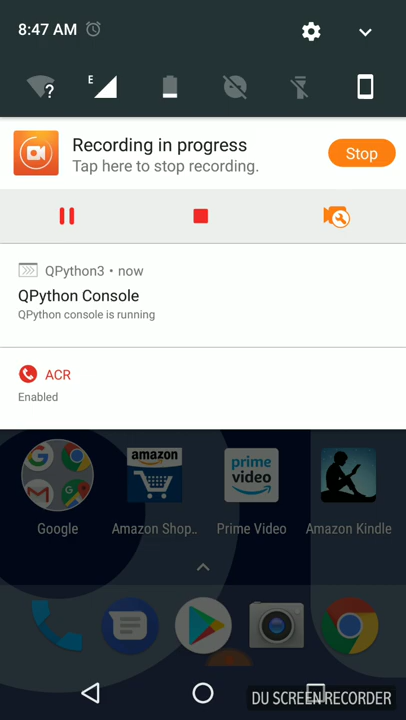 8:47 AM
E
?
Recording in progress
Tap here to stop recording.
Stop
QPython3 • now
QPython Console
QPython console is running
ACR
Enabled
amazon
prime video
Google
Amazon Shop..
Prime Video
Amazon Kindle
DU SCREEN RECORDER